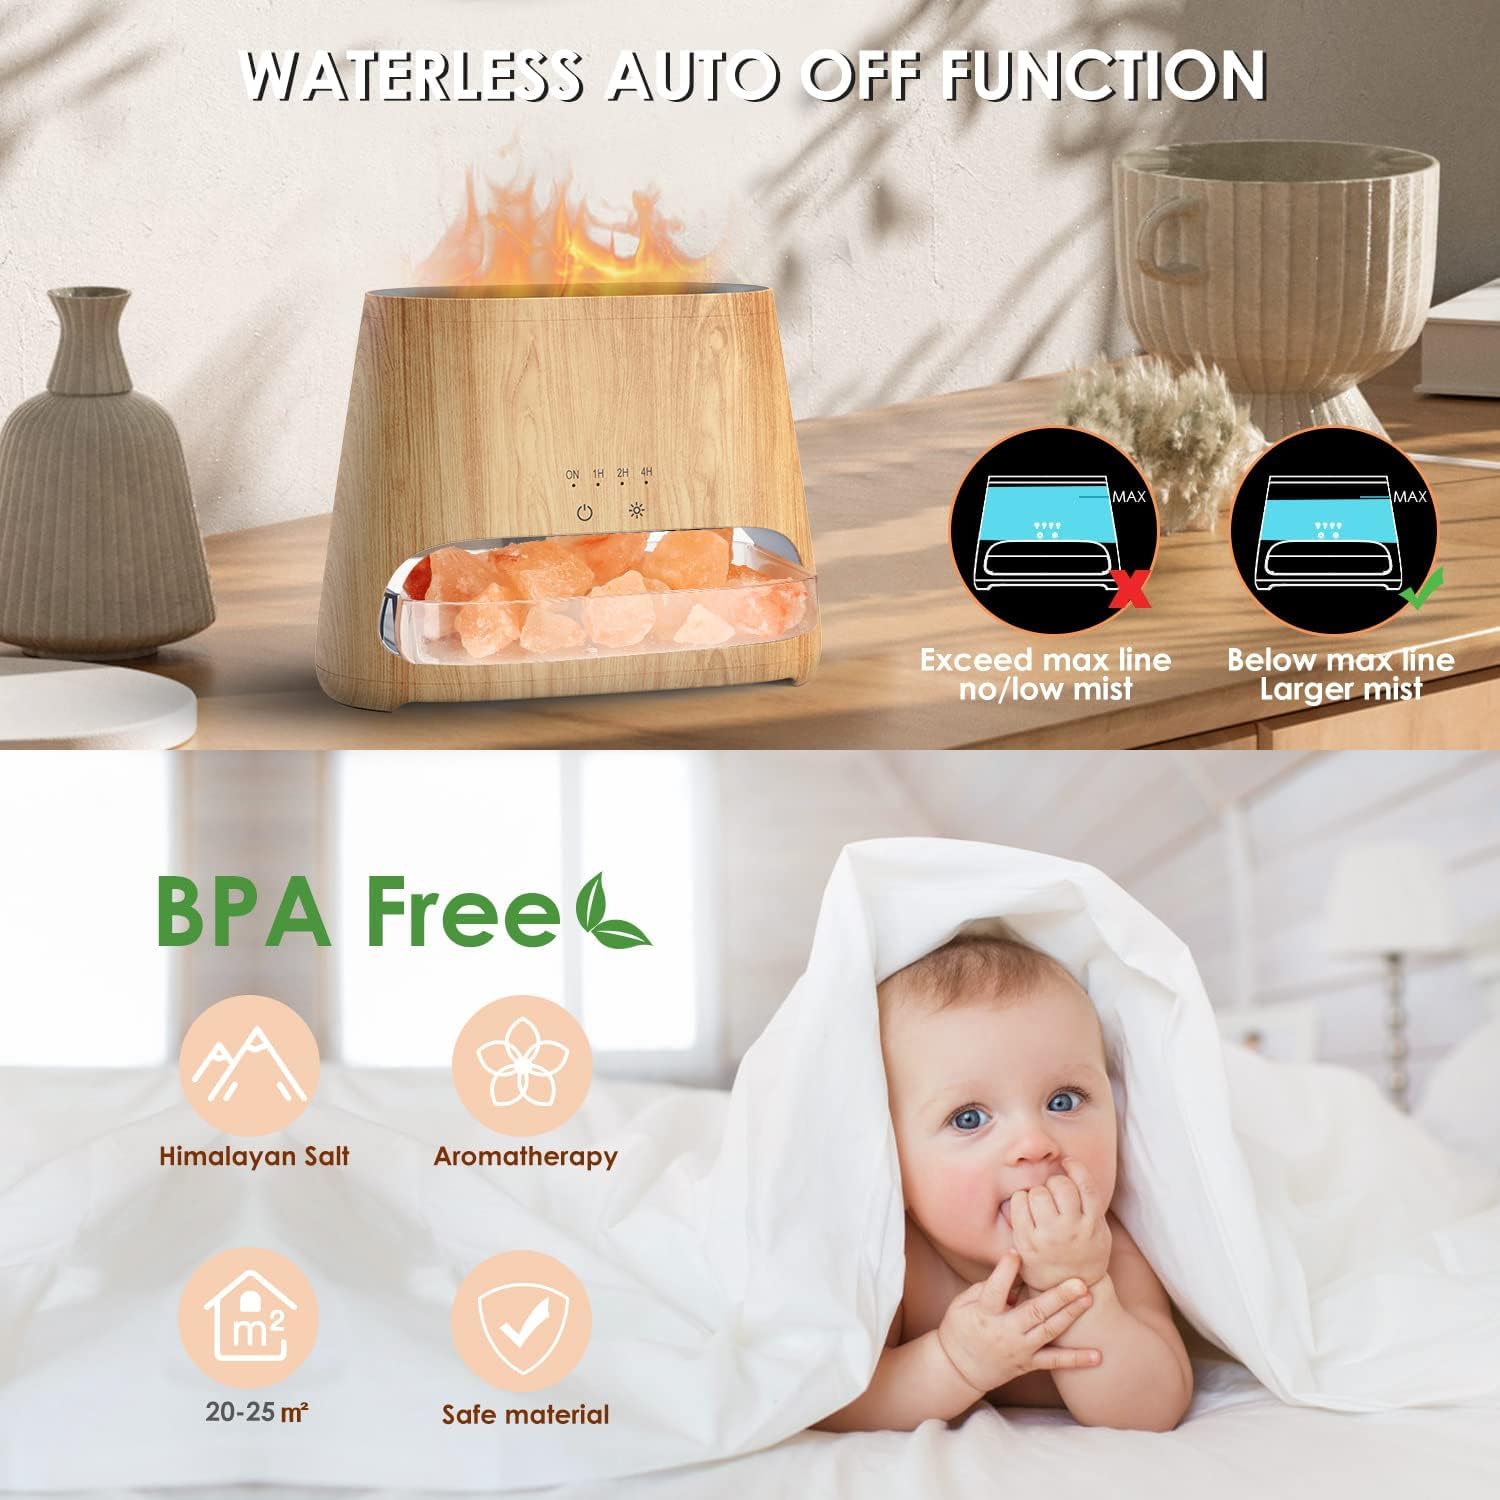 WATERLESS AUTO OFF FUNCTION
ON 1H 2H 4H
MAX
MAX
Exceed max line
no/low mist
Below max line
Larger mist
BPA Free
Himalayan Salt
Aromatherapy
m²
20-25 m²
Safe material